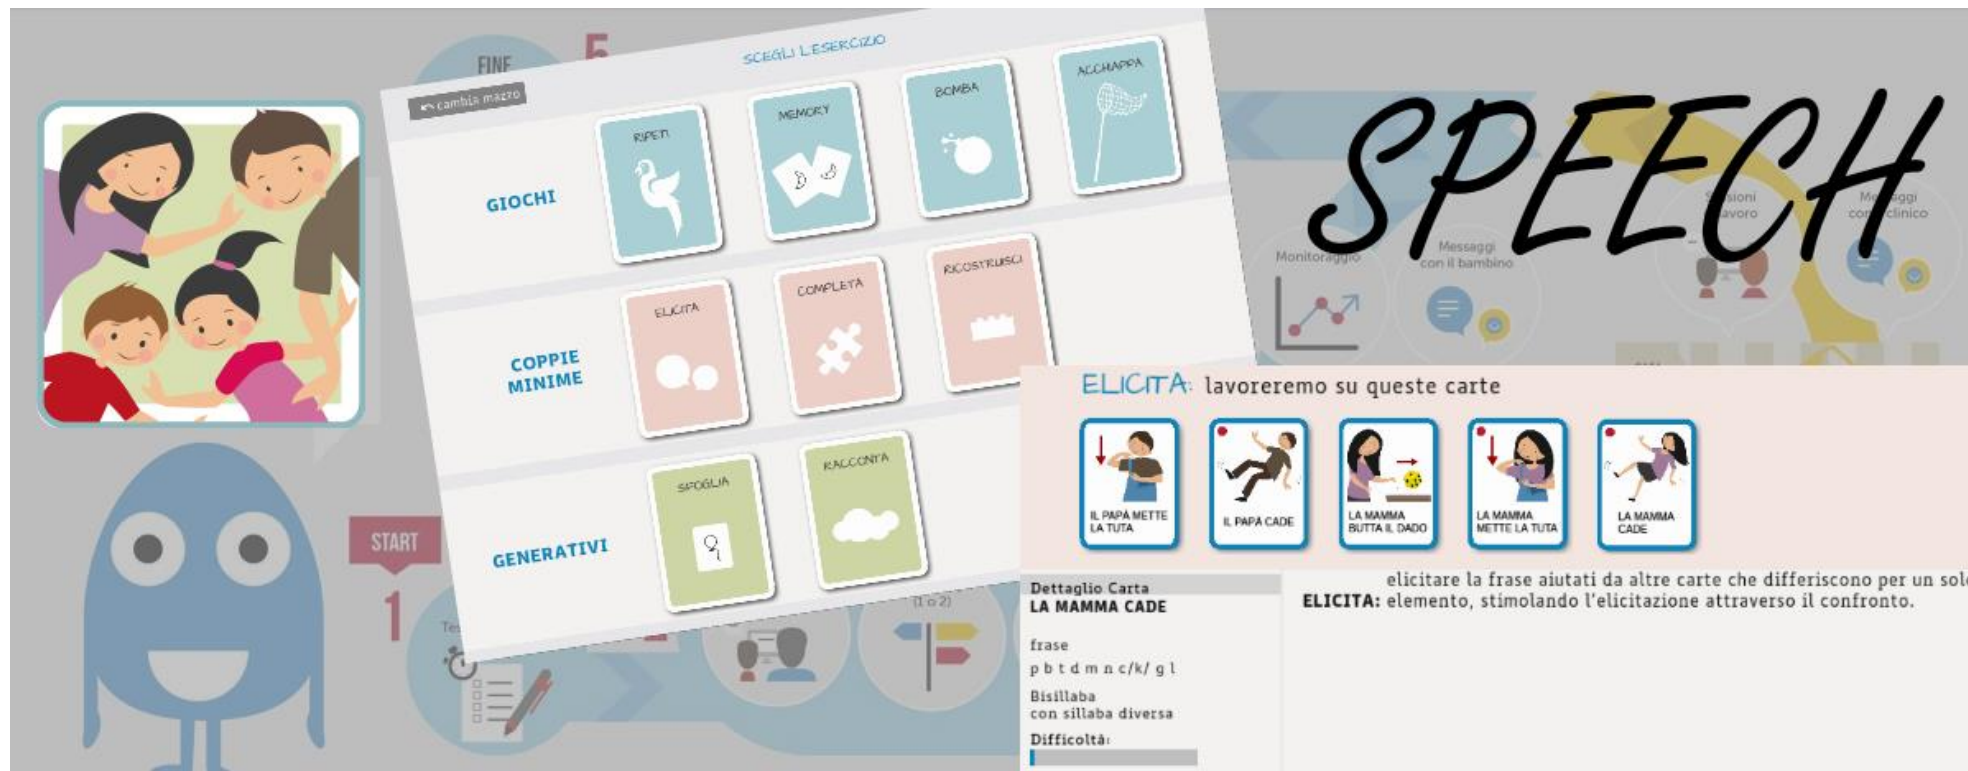 FINE
5
SCEGLI L'ESERCIZIO
cambia mazzo
GIOCHI
RIPETI
MEMORY
BOMBA
ACCHIAPPA
COPPIE
MINIME
ELICITA
COMPLETA
RICOSTRUISCI
GENERATIVI
SFOGLIA
RACCONTA
SPEECH
Monitoraggio
Messaggi
con il bambino
START
1
(1 o 2)
ELICITA: lavoreremo su queste carte
IL PAPÀ METTE
LA TUTA
IL PAPÀ CADE
LA MAMMA
BUTTA IL DADO
LA MAMMA
METTE LA TUTA
LA MAMMA
CADE
Dettaglio Carta
LA MAMMA CADE
frase
p b t d m n c/k/ g l
Bisillaba
con sillaba diversa
Difficoltà:
elicitare la frase aiutati da altre carte che differiscono per un solo
ELICITA: elemento, stimolando l'elicitazione attraverso il confronto.